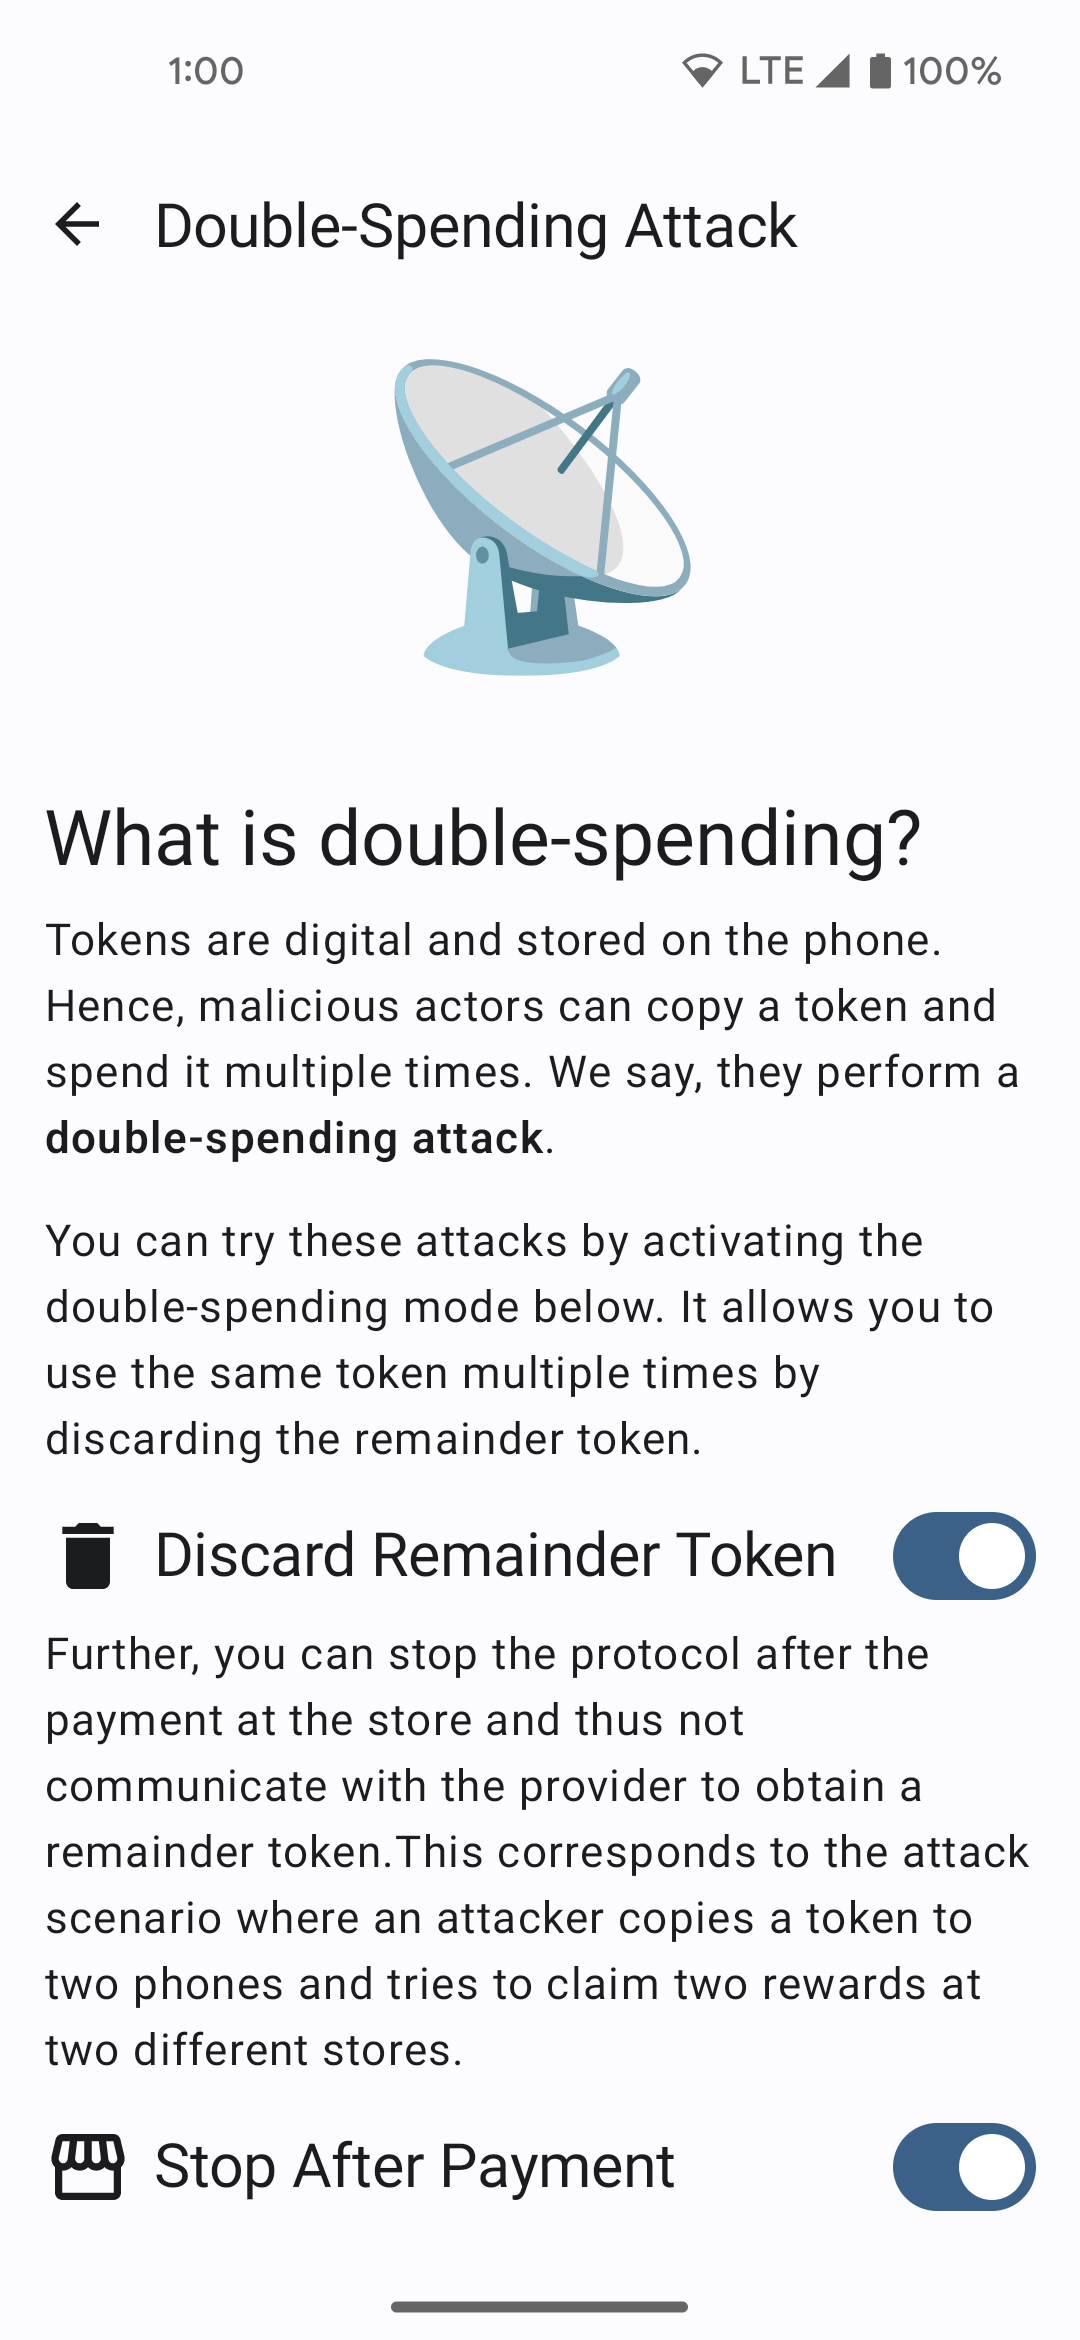 1:00 LTE 100%
Double-Spending Attack
What is double-spending?
Tokens are digital and stored on the phone.
Hence, malicious actors can copy a token and
spend it multiple times. We say, they perform a
double-spending attack.
You can try these attacks by activating the
double-spending mode below. It allows you to
use the same token multiple times by
discarding the remainder token.
Discard Remainder Token
Further, you can stop the protocol after the
payment at the store and thus not
communicate with the provider to obtain a
remainder token.This corresponds to the attack
scenario where an attacker copies a token to
two phones and tries to claim two rewards at
two different stores.
Stop After Payment